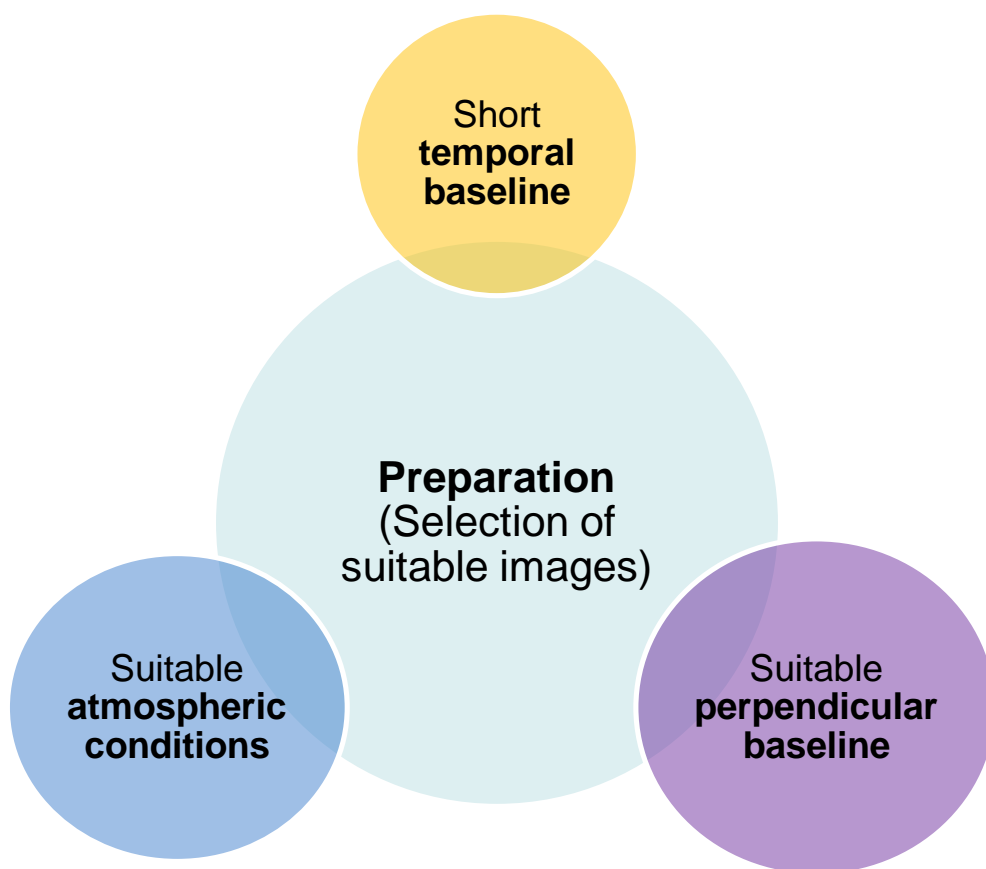 Short
temporal
baseline
Preparation
(Selection of
suitable images)
Suitable
atmospheric
conditions
Suitable
perpendicular
baseline